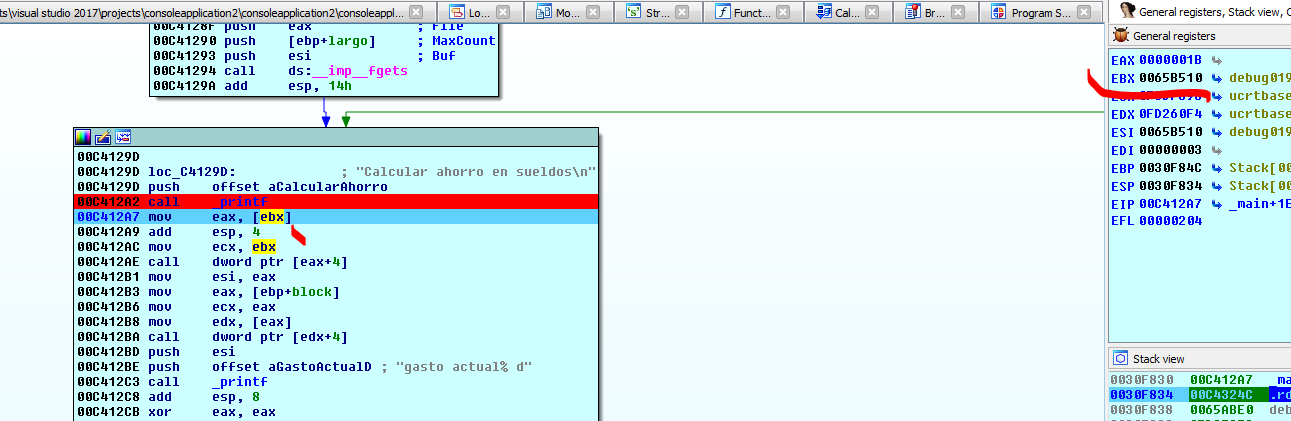 ts\visual studio 2017\projects\consoleapplication2\consoleapplication2\consoleappl...
Lo...
Mo...
Str...
Funct...
Cal...
Br...
Program S...
General registers, Stack view,
00C4128F push eax ; File
00C41290 push [ebp+largo] ; MaxCount
00C41293 push esi ; Buf
00C41294 call ds:__imp__fgets
00C4129A add esp, 14h
00C4129D
00C4129D loc_C4129D: ; "Calcular ahorro en sueldos\n"
00C4129D push offset aCalcularAhorro
00C412A2 call _printf
00C412A7 mov eax, [ebx]
00C412A9 add esp, 4
00C412AC mov ecx, ebx
00C412AE call dword ptr [eax+4]
00C412B1 mov esi, eax
00C412B3 mov eax, [ebp+block]
00C412B6 mov ecx, eax
00C412B8 mov edx, [eax]
00C412BA call dword ptr [edx+4]
00C412BD push esi
00C412BE push offset aGastoActualD ; "gasto actual% d"
00C412C3 call _printf
00C412C8 add esp, 8
00C412CB xor eax, eax
General registers
EAX 0000001B
EBX 0065B510 debug019
ucrtbase
EDX 0FD260F4 ucrtbase
ESI 0065B510 debug019
EDI 00000003
EBP 0030F84C Stack[00
ESP 0030F834 Stack[00
EIP 00C412A7 _main+1E
EFL 00000204
Stack view
0030F830 00C412A7 _ma
0030F834 00C4324C .rd
0030F838 0065ABE0 deb